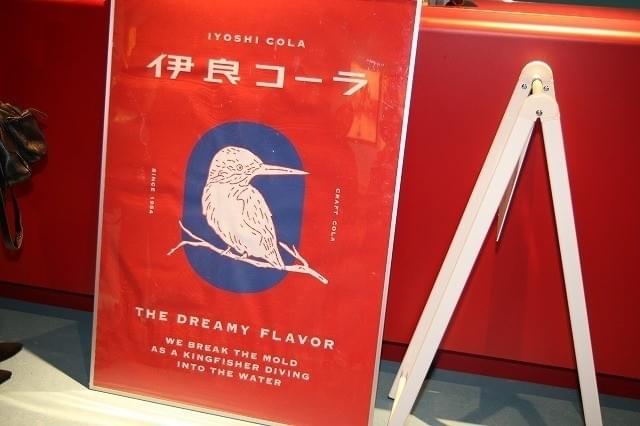 IYOSHI COLA
伊良コーラ
SINCE 1954
CRAFT COLA
THE DREAMY FLAVOR
WE BREAK THE MOLD
AS A KINGFISHER DIVING
INTO THE WATER